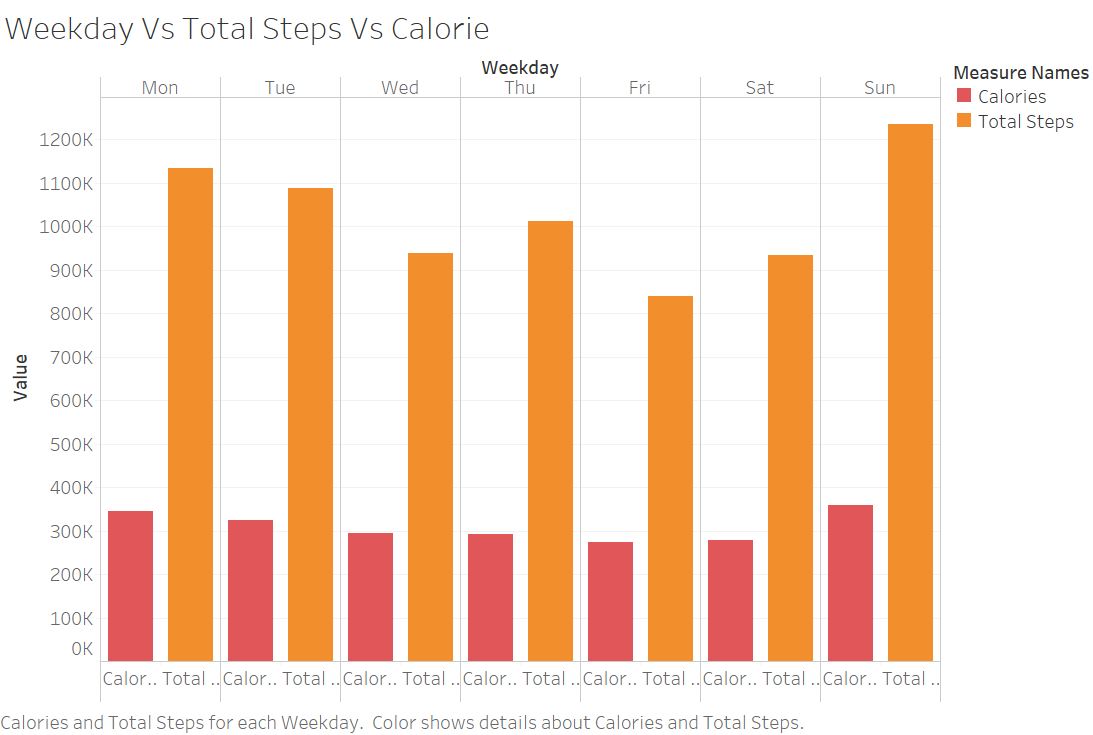 Weekday Vs Total Steps Vs Calorie
Weekday
Mon Tue Wed Thu Fri Sat Sun
Measure Names
Calories
Total Steps
1200K
1100K
1000K
900K
800K
700K
600K
500K
400K
300K
200K
100K
0K
Value
Calor.. Total .. Calor.. Total .. Calor.. Total .. Calor.. Total .. Calor.. Total .. Calor.. Total .. Calor.. Total ..
Calories and Total Steps for each Weekday.  Color shows details about Calories and Total Steps.